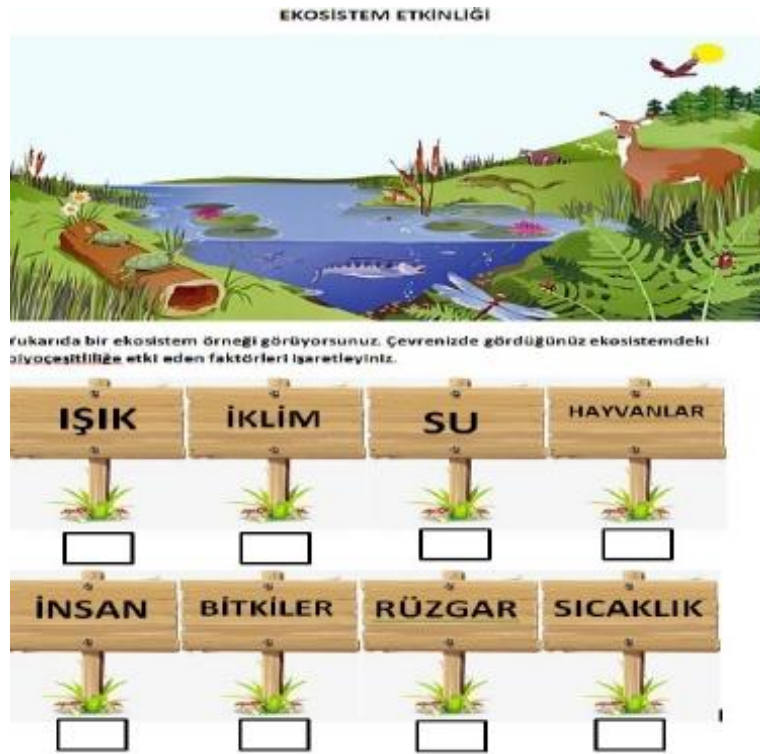 EKOSİSTEM ETKİNLİĞİ
Yukarıda bir ekosistem örneği görüyorsunuz. Çevrenizde gördüğünüz ekosistemdeki
biyoçeşitliliğe etki eden faktörleri işaretleyiniz.
IŞIK İKLİM SU HAYVANLAR
İNSAN BİTKİLER RÜZGAR SICAKLIK